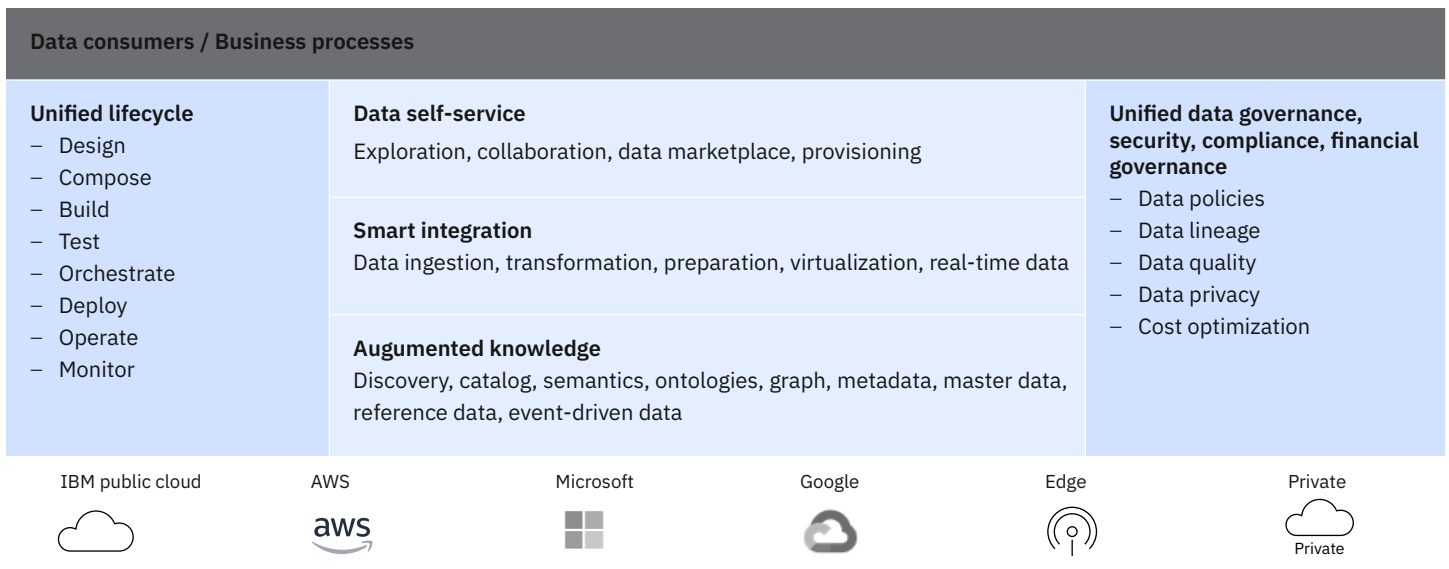 Data consumers / Business processes
Unified lifecycle
– Design
– Compose
– Build
– Test
– Orchestrate
– Deploy
– Operate
– Monitor
Data self-service
Exploration, collaboration, data marketplace, provisioning
Smart integration
Data ingestion, transformation, preparation, virtualization, real-time data
Augumented knowledge
Discovery, catalog, semantics, ontologies, graph, metadata, master data,
reference data, event-driven data
Unified data governance,
security, compliance, financial
governance
– Data policies
– Data lineage
– Data quality
– Data privacy
– Cost optimization
IBM public cloud
AWS
aws
Microsoft
Google
Edge
Private
Private